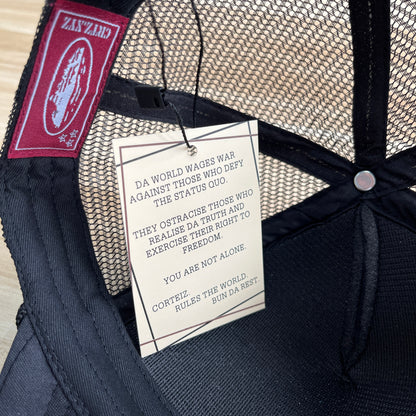 CRTZ.XYZ
DA WORLD WAGES WAR
AGAINST THOSE WHO DEFY
THE STATUS QUO.
THEY OSTRACISE THOSE WHO
REALISE DA TRUTH AND
EXERCISE THEIR RIGHT TO
FREEDOM.
YOU ARE NOT ALONE.
CORTEIZ.
RULES THE WORLD.
BUN DA REST.